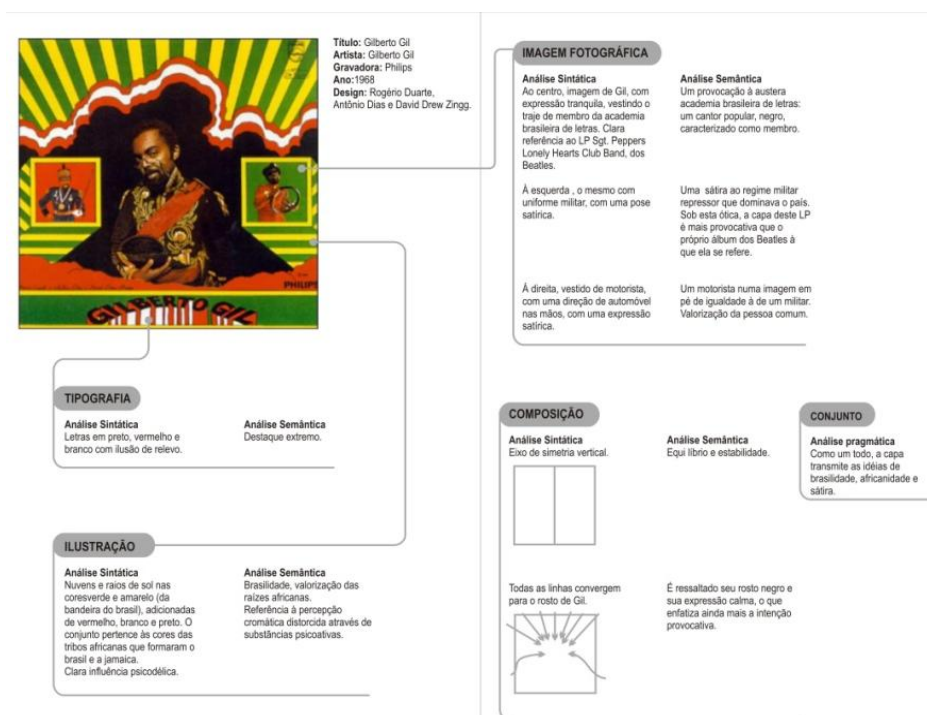 Título: Gilberto Gil
Artista: Gilberto Gil
Gravadora: Philips
Ano:1968
Design: Rogério Duarte,
Antônio Dias e David Drew Zingg.
PHILIPS
GILBERTO GIL
TIPOGRAFIA
Análise Sintática
Letras em preto, vermelho e
branco com ilusão de relevo.
Análise Semântica
Destaque extremo.
ILUSTRAÇÃO
Análise Sintática
Nuvens e raios de sol nas
coresverde e amarelo (da
bandeira do brasil), adicionadas
de vermelho, branco e preto. O
conjunto pertence às cores das
tribos africanas que formaram o
brasil e a jamaica.
Clara influência psicodélica.
Análise Semântica
Brasilidade, valorização das
raízes africanas.
Referência à percepção
cromática distorcida através de
substâncias psicoativas.
IMAGEM FOTOGRÁFICA
Análise Sintática
Ao centro, imagem de Gil, com
expressão tranquila, vestindo o
traje de membro da academia
brasileira de letras. Clara
referência ao LP Sgt. Peppers
Lonely Hearts Club Band, dos
Beatles.
Análise Semântica
Um provocação à austera
academia brasileira de letras:
um cantor popular, negro,
caracterizado como membro.
À esquerda , o mesmo com
uniforme militar, com uma pose
satírica.
Uma sátira ao regime militar
repressor que dominava o país.
Sob esta ótica, a capa deste LP
é mais provocativa que o
próprio álbum dos Beatles à
que ela se refere.
À direita, vestido de motorista,
com uma direção de automóvel
nas mãos, com uma expressão
satírica.
Um motorista numa imagem em
pé de igualdade à de um militar.
Valorização da pessoa comum.
COMPOSIÇÃO
Análise Sintática
Eixo de simetria vertical.
Análise Semântica
Equi líbrio e estabilidade.
Todas as linhas convergem
para o rosto de Gil.
É ressaltado seu rosto negro e
sua expressão calma, o que
enfatiza ainda mais a intenção
provocativa.
CONJUNTO
Análise pragmática
Como um todo, a capa
transmite as idéias de
brasilidade, africanidade e
sátira.